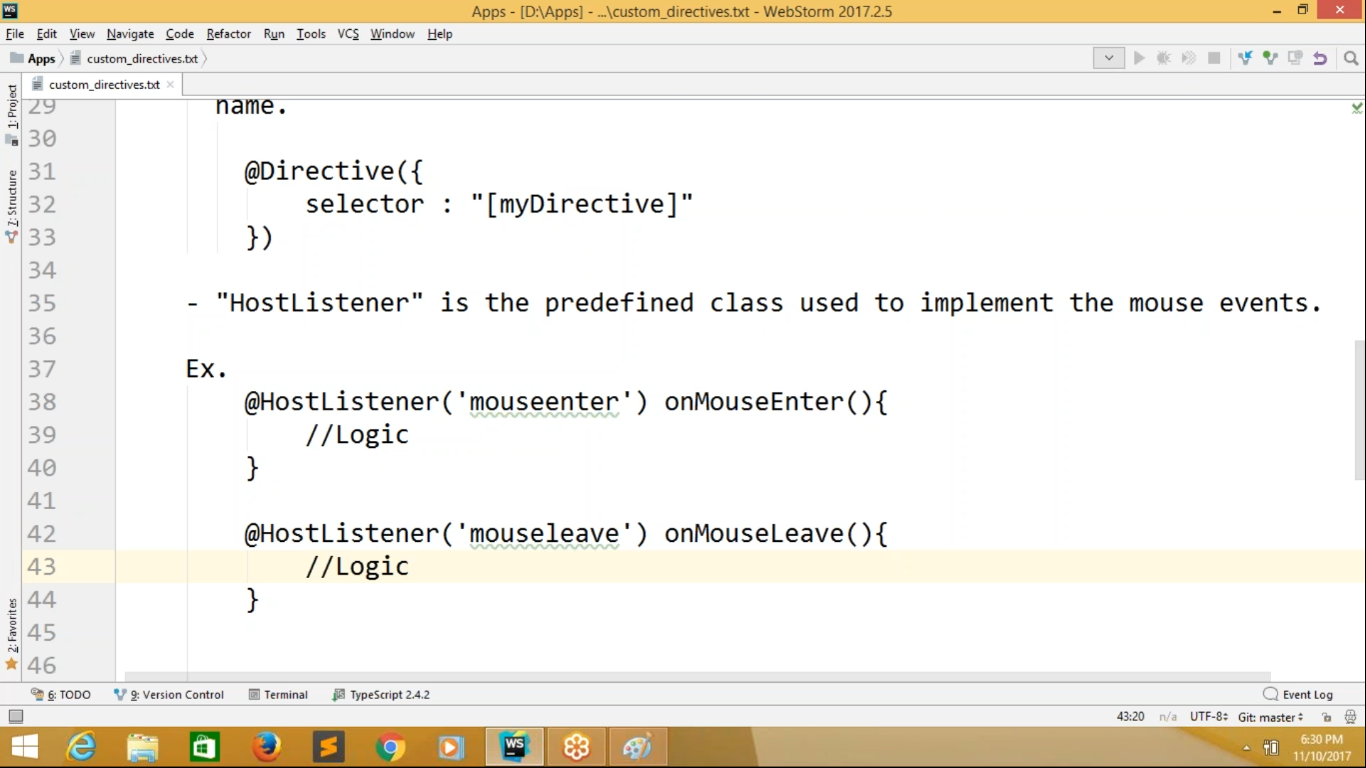 WS
Apps - [D:\Apps] - ...\custom_directives.txt - WebStorm 2017.2.5
File Edit View Navigate Code Refactor Run Tools VCS Window Help
Apps custom_directives.txt
custom_directives.txt
1: Project
7: Structure
2: Favorites
29 name.
30
31 @Directive({
32 selector : "[myDirective]"
33 })
34
35 - "HostListener" is the predefined class used to implement the mouse events.
36
37 Ex.
38 @HostListener('mouseenter') onMouseEnter(){
39 //Logic
40 }
41
42 @HostListener('mouseleave') onMouseLeave(){
43 //Logic
44 }
45
46
6: TODO 9: Version Control Terminal TypeScript 2.4.2 Event Log
43:20 n/a UTF-8 Git: master
WS 6:30 PM
11/10/2017